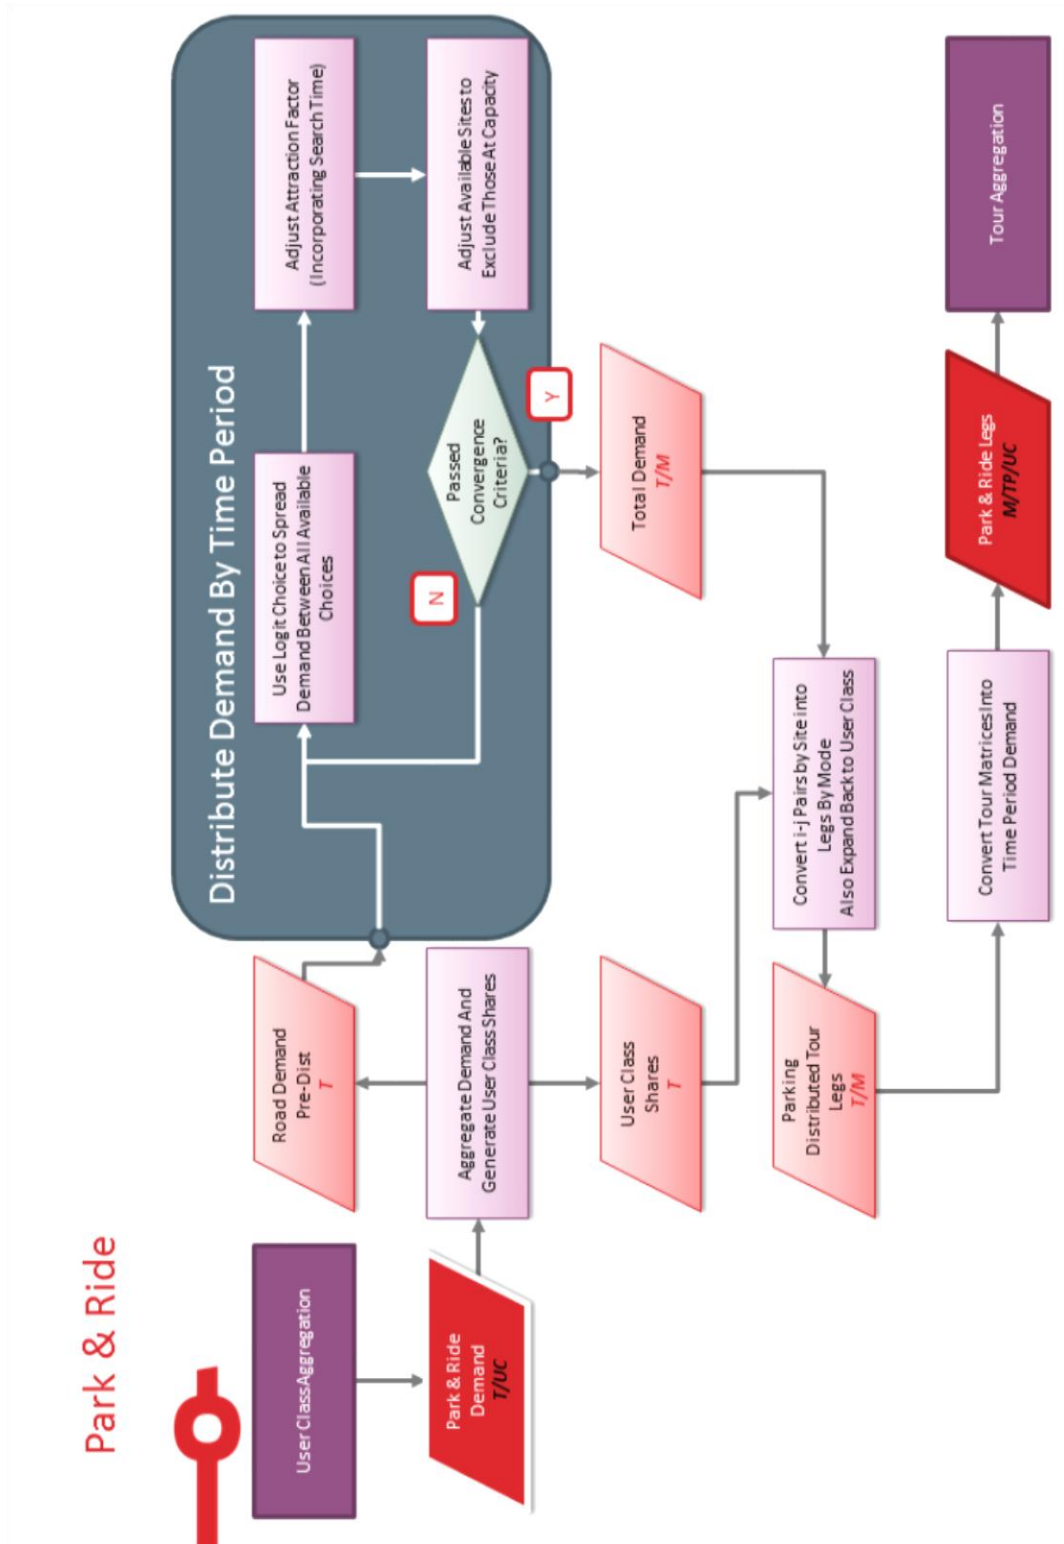 Park & Ride
User Class Aggregation
Park & Ride
Demand
T/UC
Road Demand
Pre-Dist
T
Aggregate Demand And
Generate User Class Shares
User Class
Shares
T
Distribute Demand By Time Period
Use Logit Choice to Spread
Demand Between All Available
Choices
Adjust Attraction Factor
(Incorporating Search Time)
Adjust Available Sites to
Exclude Those At Capacity
Passed
Convergence
Criteria?
N
Y
Total Demand
T/M
Convert i-j Pairs by Site into
Legs By Mode
Also Expand Back to User Class
Parking
Distributed Tour
Legs
T/M
Convert Tour Matrices Into
Time Period Demand
Park & Ride Legs
M/TP/UC
Tour Aggregation